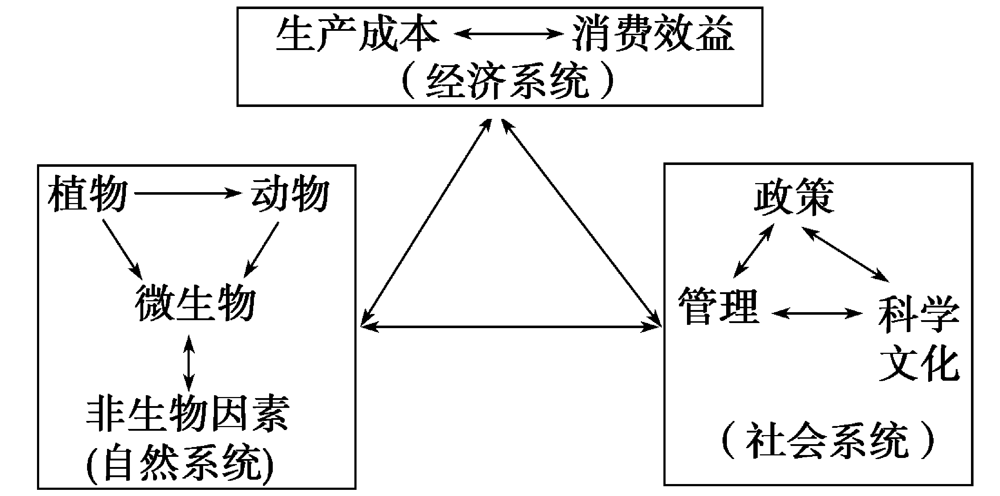 生产成本 消费效益
（经济系统）
植物 动物
微生物
非生物因素
(自然系统)
政策
管理 科学
文化
（社会系统）